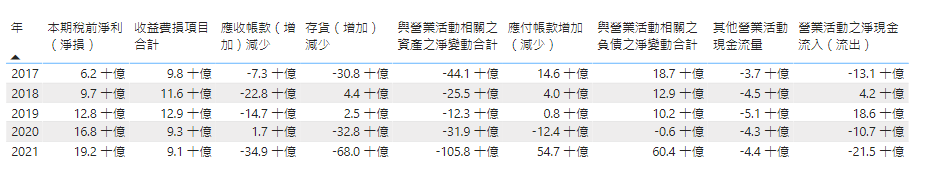 年 本期稅前淨利（淨損） 收益費損項目合計 應收帳款（增加）減少 存貨（增加）減少 與營業活動相關之資產之淨變動合計 應付帳款增加（減少） 與營業活動相關之負債之淨變動合計 其他營業活動現金流量 營業活動之淨現金流入（流出）
2017 6.2 十億 9.8 十億 -7.3 十億 -30.8 十億 -44.1 十億 14.6 十億 18.7 十億 -3.7 十億 -13.1 十億
2018 9.7 十億 11.6 十億 -22.8 十億 4.4 十億 -25.5 十億 4.0 十億 12.9 十億 -4.5 十億 4.2 十億
2019 12.8 十億 12.9 十億 -14.7 十億 2.5 十億 -12.3 十億 0.8 十億 10.2 十億 -5.1 十億 18.6 十億
2020 16.8 十億 9.3 十億 1.7 十億 -32.8 十億 -31.9 十億 -12.4 十億 -0.6 十億 -4.3 十億 -10.7 十億
2021 19.2 十億 9.1 十億 -34.9 十億 -68.0 十億 -105.8 十億 54.7 十億 60.4 十億 -4.4 十億 -21.5 十億